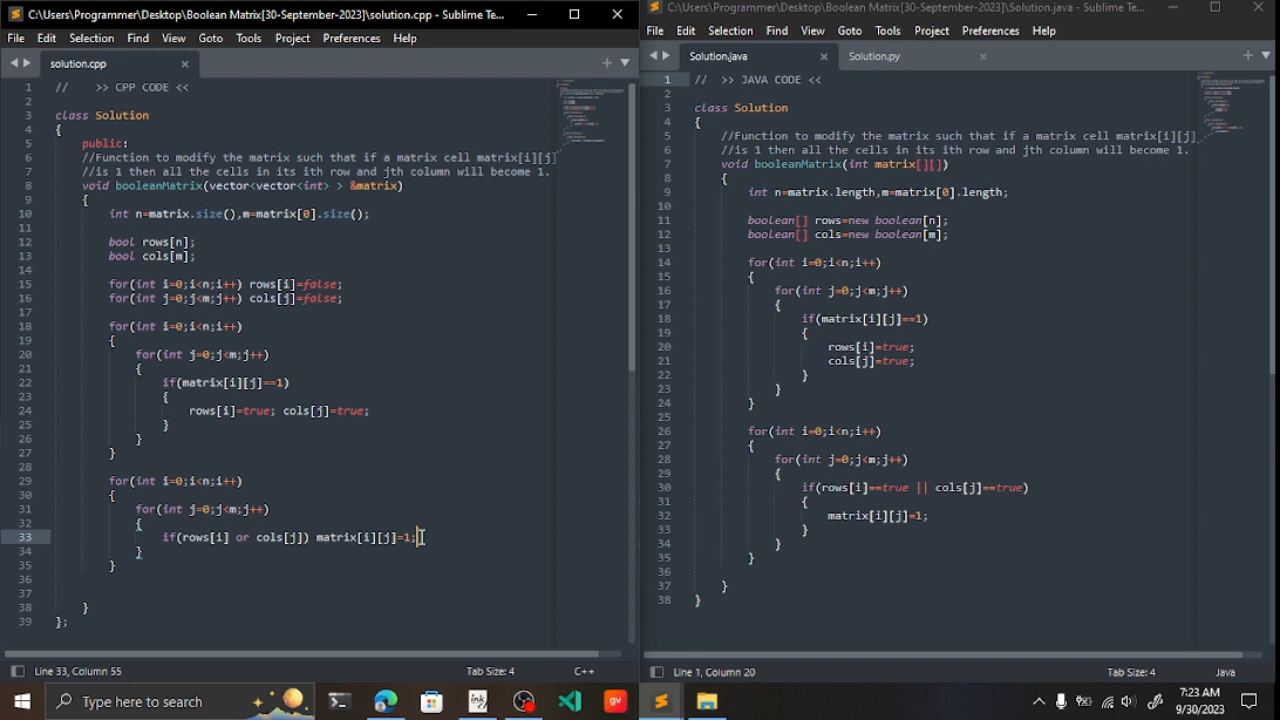 C:\Users\Programmer\Desktop\Boolean Matrix[30-September-2023]\solution.cpp - Sublime Te...
File Edit Selection Find View Goto Tools Project Preferences Help
solution.cpp
1 // >> CPP CODE <<
2
3 class Solution
4 {
5 public:
6 //Function to modify the matrix such that if a matrix cell matrix[i][j]
7 //is 1 then all the cells in its ith row and jth column will become 1.
8 void booleanMatrix(vector<vector<int> > &matrix)
9 {
10 int n=matrix.size(),m=matrix[0].size();
11
12 bool rows[n];
13 bool cols[m];
14
15 for(int i=0;i<n;i++) rows[i]=false;
16 for(int j=0;j<m;j++) cols[j]=false;
17
18 for(int i=0;i<n;i++)
19 {
20 for(int j=0;j<m;j++)
21 {
22 if(matrix[i][j]==1)
23 {
24 rows[i]=true; cols[j]=true;
25 }
26 }
27 }
28
29 for(int i=0;i<n;i++)
30 {
31 for(int j=0;j<m;j++)
32 {
33 if(rows[i] or cols[j]) matrix[i][j]=1;
34 }
35 }
36
37
38 }
39 };
Line 33, Column 55 Tab Size: 4 C++
C:\Users\Programmer\Desktop\Boolean Matrix[30-September-2023]\Solution.java - Sublime Te...
File Edit Selection Find View Goto Tools Project Preferences Help
Solution.java Solution.py
1 // >> JAVA CODE <<
2
3 class Solution
4 {
5 //Function to modify the matrix such that if a matrix cell matrix[i][j]
6 //is 1 then all the cells in its ith row and jth column will become 1.
7 void booleanMatrix(int matrix[][])
8 {
9 int n=matrix.length,m=matrix[0].length;
10
11 boolean[] rows=new boolean[n];
12 boolean[] cols=new boolean[m];
13
14 for(int i=0;i<n;i++)
15 {
16 for(int j=0;j<m;j++)
17 {
18 if(matrix[i][j]==1)
19 {
20 rows[i]=true;
21 cols[j]=true;
22 }
23 }
24 }
25
26 for(int i=0;i<n;i++)
27 {
28 for(int j=0;j<m;j++)
29 {
30 if(rows[i]==true || cols[j]==true)
31 {
32 matrix[i][j]=1;
33 }
34 }
35 }
36
37 }
38 }
Line 1, Column 20 Tab Size: 4 Java
Type here to search
ink
gv
7:23 AM
9/30/2023